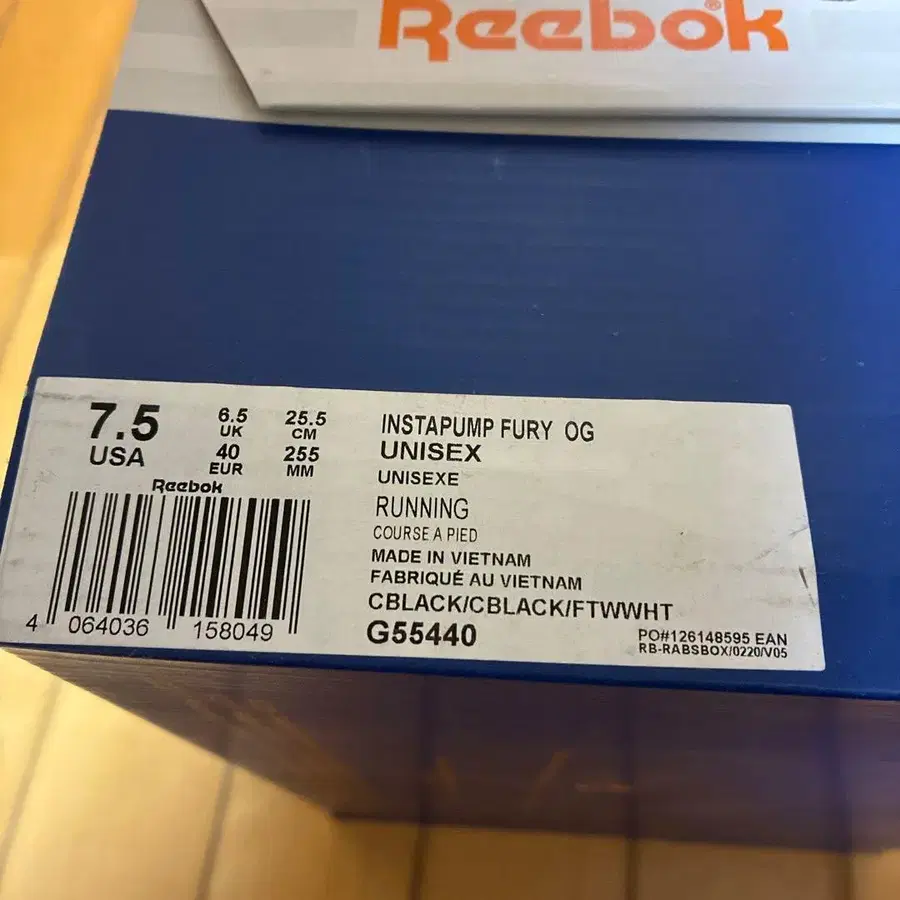 Reebok®
7.5
USA
6.5
UK
25.5
CM
40
EUR
255
MM
Reebok
4 064036 158049
INSTAPUMP FURY OG
UNISEX
UNISEXE
RUNNING
COURSE A PIED
MADE IN VIETNAM
FABRIQUÉ AU VIETNAM
CBLACK/CBLACK/FTWWHT
G55440
PO#126148595 EAN
RB-RABSBOX/0220/V05